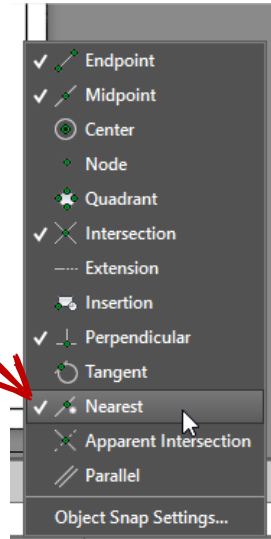 Endpoint
Midpoint
Center
Node
Quadrant
Intersection
Extension
Insertion
Perpendicular
Tangent
Nearest
Apparent Intersection
Parallel
Object Snap Settings...